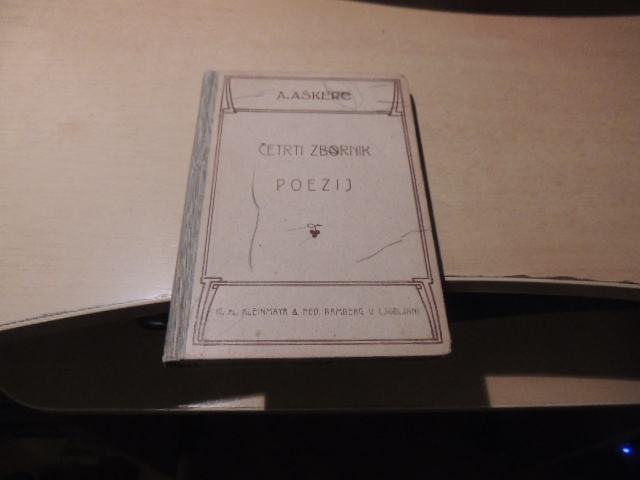 A. AŠKERC
ČETRTI ZBORNIK
POEZIJ
IG. PL. KLEINMAYR & FED. BAMBERG V LJUBLJANI